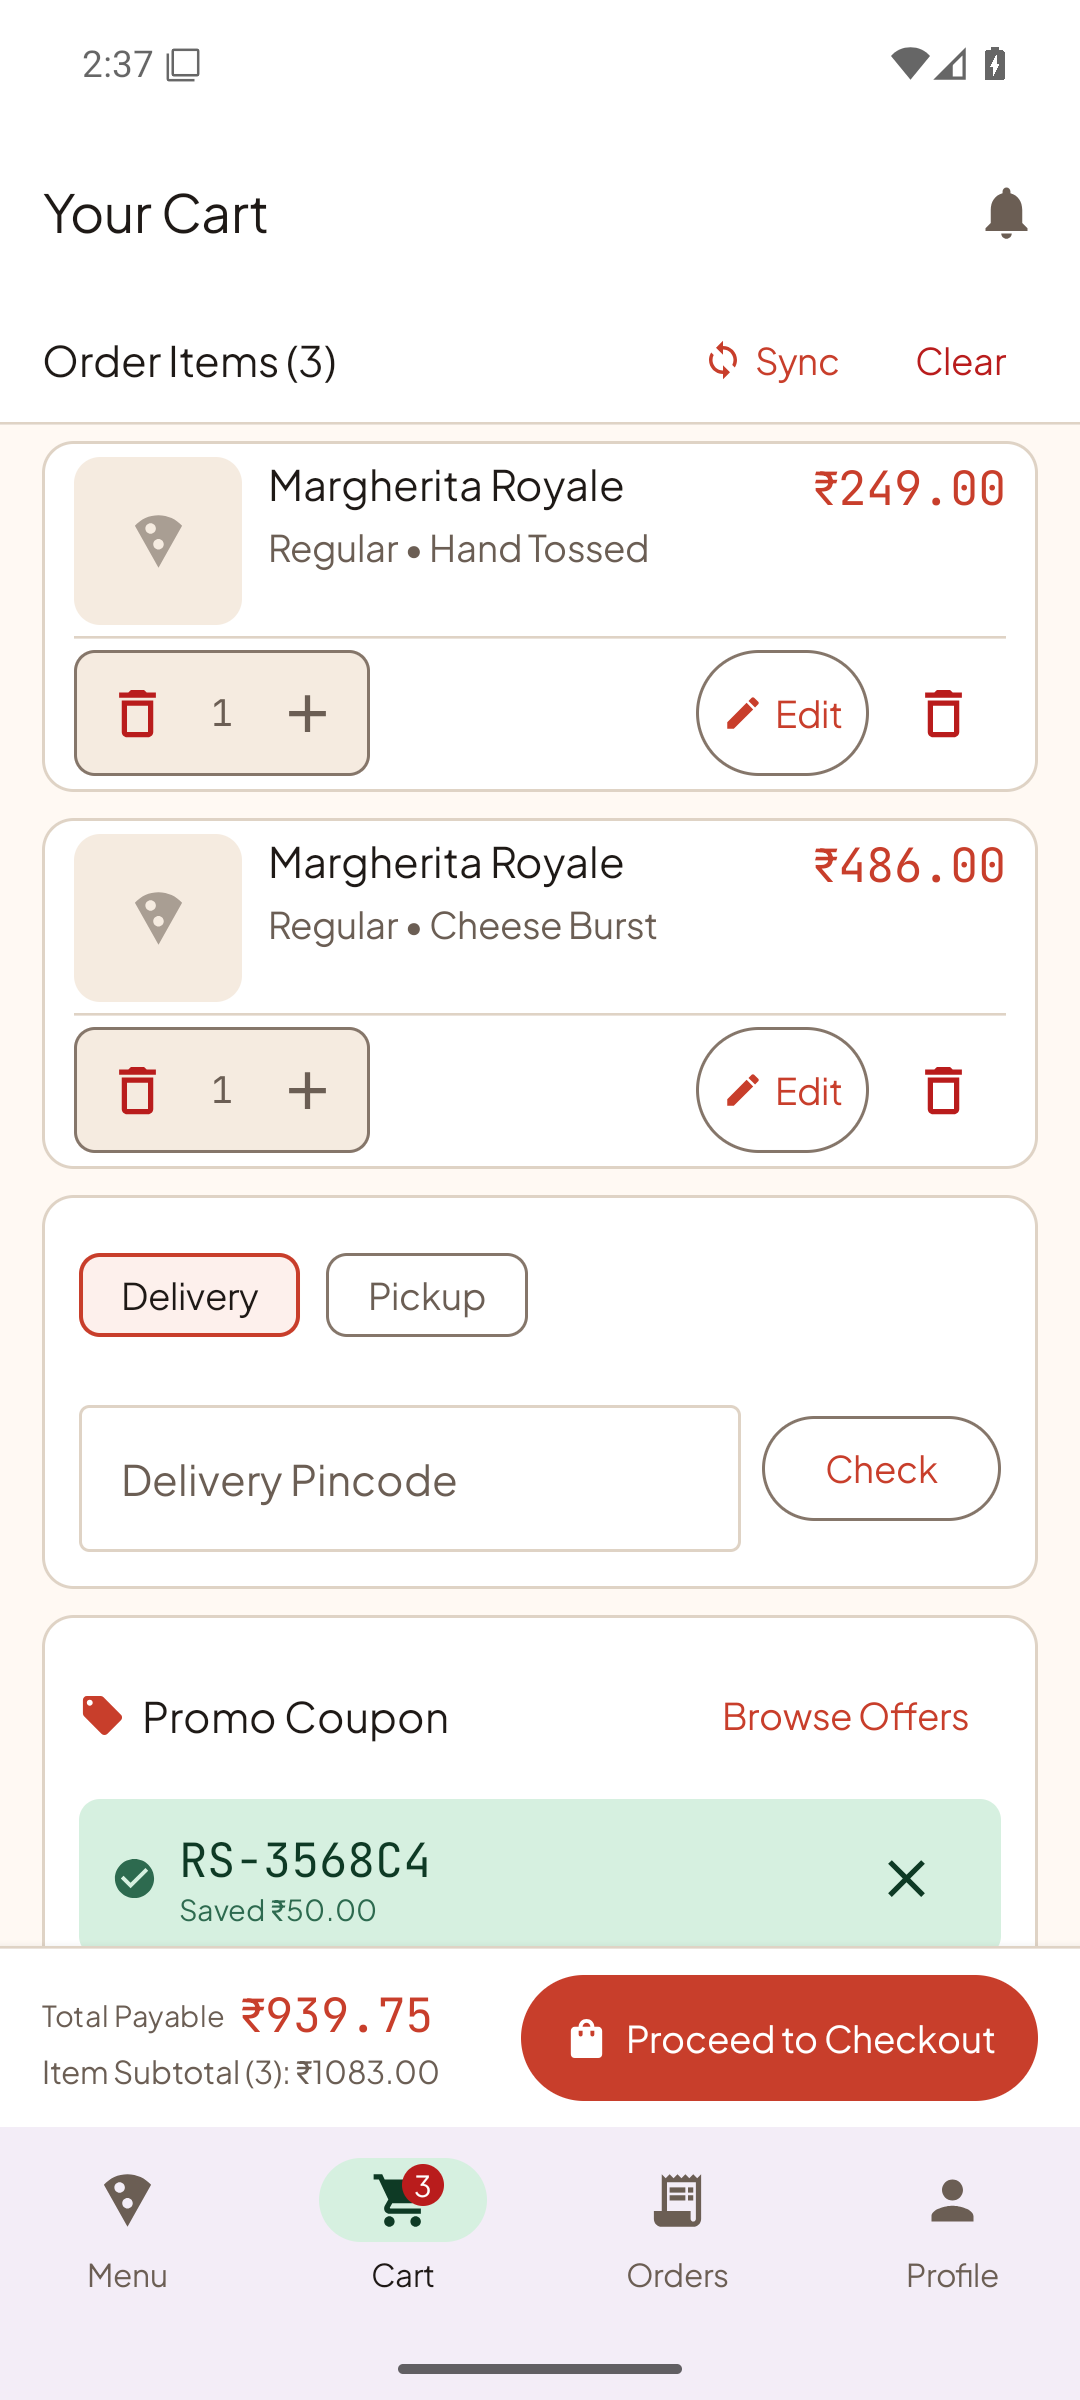 2:37
Your Cart
Order Items (3)
Sync
Clear
Margherita Royale
₹249.00
Regular • Hand Tossed
1
Edit
Margherita Royale
₹486.00
Regular • Cheese Burst
1
Edit
Delivery
Pickup
Delivery Pincode
Check
Promo Coupon
Browse Offers
RS-3568C4
Saved ₹50.00
Total Payable ₹939.75
Item Subtotal (3): ₹1083.00
Proceed to Checkout
3
Menu
Cart
Orders
Profile